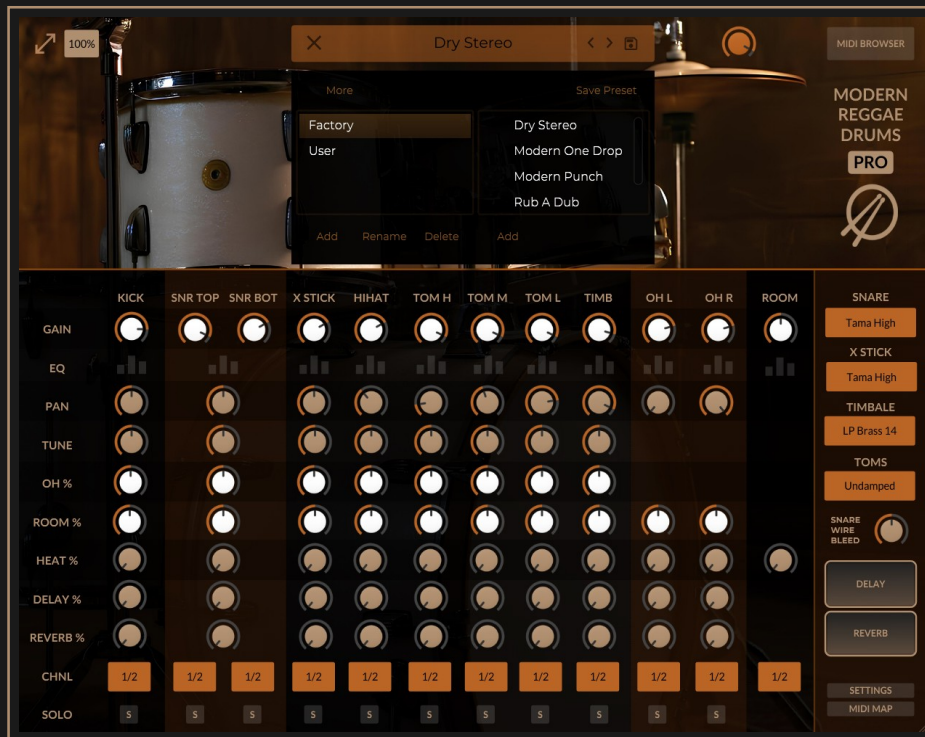 100%
Dry Stereo
MIDI BROWSER
MODERN
REGGAE
DRUMS
PRO
More
Save Preset
Factory
User
Dry Stereo
Modern One Drop
Modern Punch
Rub A Dub
Add Rename Delete Add
KICK SNR TOP SNR BOT X STICK HIHAT TOM H TOM M TOM L TIMB OH L OH R ROOM
GAIN
EQ
PAN
TUNE
OH %
ROOM %
HEAT %
DELAY %
REVERB %
CHNL 1/2 1/2 1/2 1/2 1/2 1/2 1/2 1/2 1/2 1/2 1/2 1/2
SOLO S S S S S S S S S S
SNARE
Tama High
X STICK
Tama High
TIMBALE
LP Brass 14
TOMS
Undamped
SNARE
WIRE
BLEED
DELAY
REVERB
SETTINGS
MIDI MAP